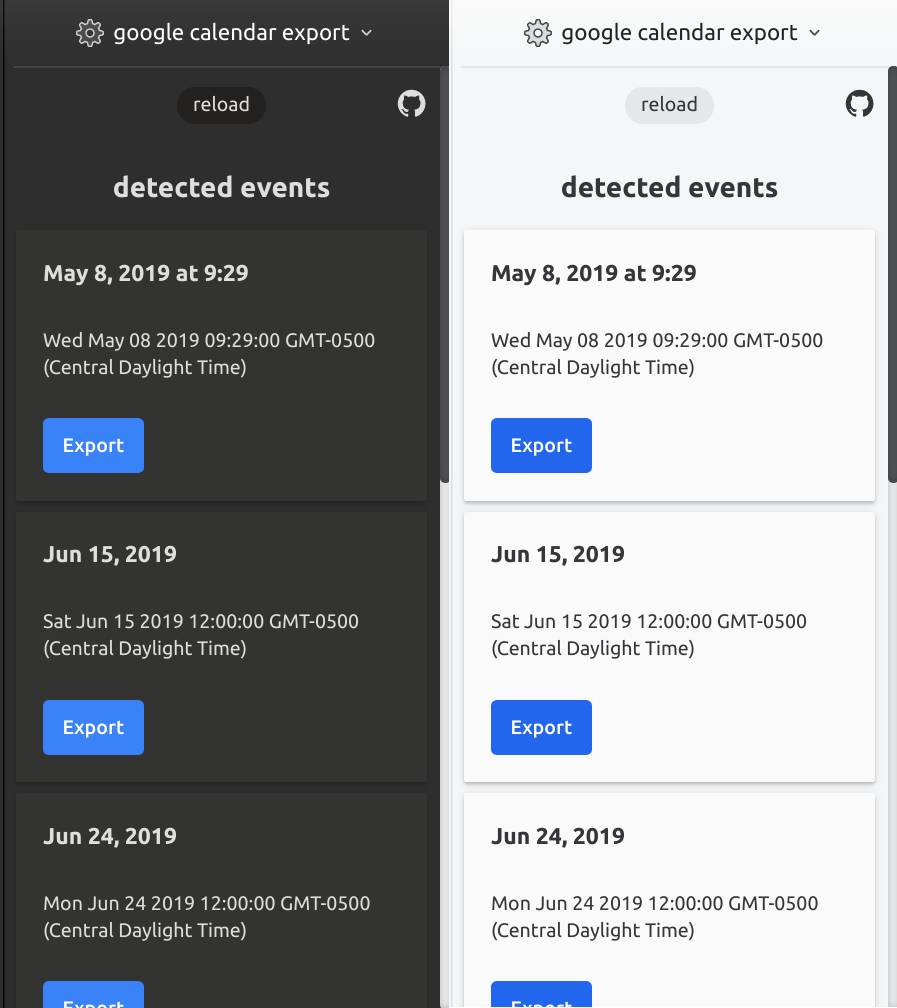 google calendar export
reload
detected events
May 8, 2019 at 9:29
Wed May 08 2019 09:29:00 GMT-0500
(Central Daylight Time)
Export
Jun 15, 2019
Sat Jun 15 2019 12:00:00 GMT-0500
(Central Daylight Time)
Export
Jun 24, 2019
Mon Jun 24 2019 12:00:00 GMT-0500
(Central Daylight Time)
Export
google calendar export
reload
detected events
May 8, 2019 at 9:29
Wed May 08 2019 09:29:00 GMT-0500
(Central Daylight Time)
Export
Jun 15, 2019
Sat Jun 15 2019 12:00:00 GMT-0500
(Central Daylight Time)
Export
Jun 24, 2019
Mon Jun 24 2019 12:00:00 GMT-0500
(Central Daylight Time)
Export